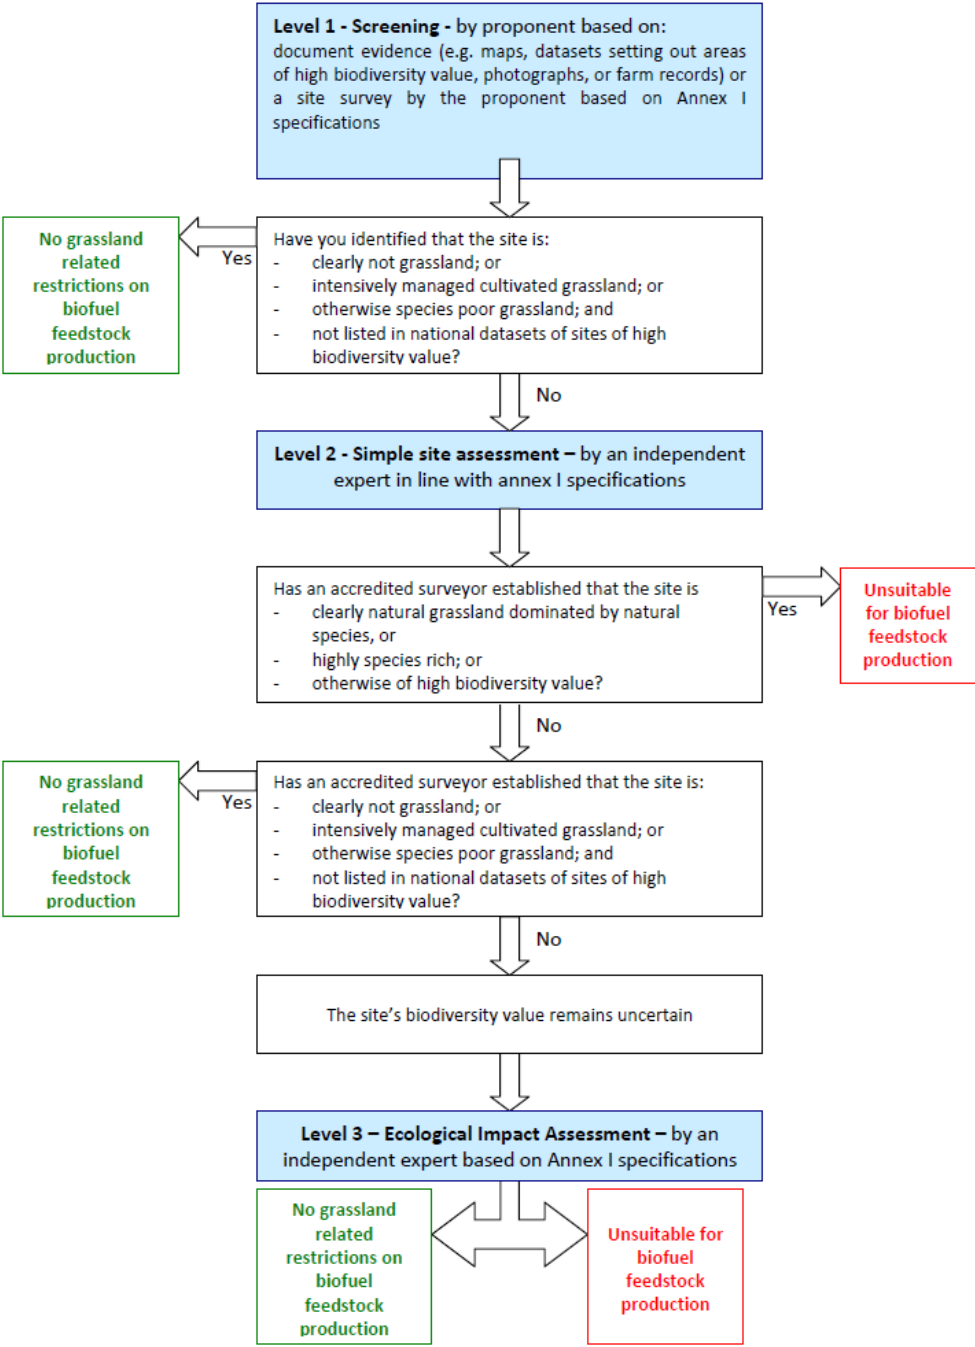 Level 1 - Screening - by proponent based on:
document evidence (e.g. maps, datasets setting out areas
of high biodiversity value, photographs, or farm records) or
a site survey by the proponent based on Annex I
specifications
No grassland
related
restrictions on
biofuel
feedstock
production
Yes
Have you identified that the site is:
- clearly not grassland; or
- intensively managed cultivated grassland; or
- otherwise species poor grassland; and
- not listed in national datasets of sites of high
biodiversity value?
No
Level 2 - Simple site assessment – by an independent
expert in line with annex I specifications
Has an accredited surveyor established that the site is
- clearly natural grassland dominated by natural
species, or
- highly species rich; or
- otherwise of high biodiversity value?
Yes
Unsuitable
for biofuel
feedstock
production
No
No grassland
related
restrictions on
biofuel
feedstock
production
Yes
Has an accredited surveyor established that the site is:
- clearly not grassland; or
- intensively managed cultivated grassland; or
- otherwise species poor grassland; and
- not listed in national datasets of sites of high
biodiversity value?
No
The site's biodiversity value remains uncertain
Level 3 – Ecological Impact Assessment – by an
independent expert based on Annex I specifications
No grassland
related
restrictions on
biofuel
feedstock
production
Unsuitable for
biofuel
feedstock
production